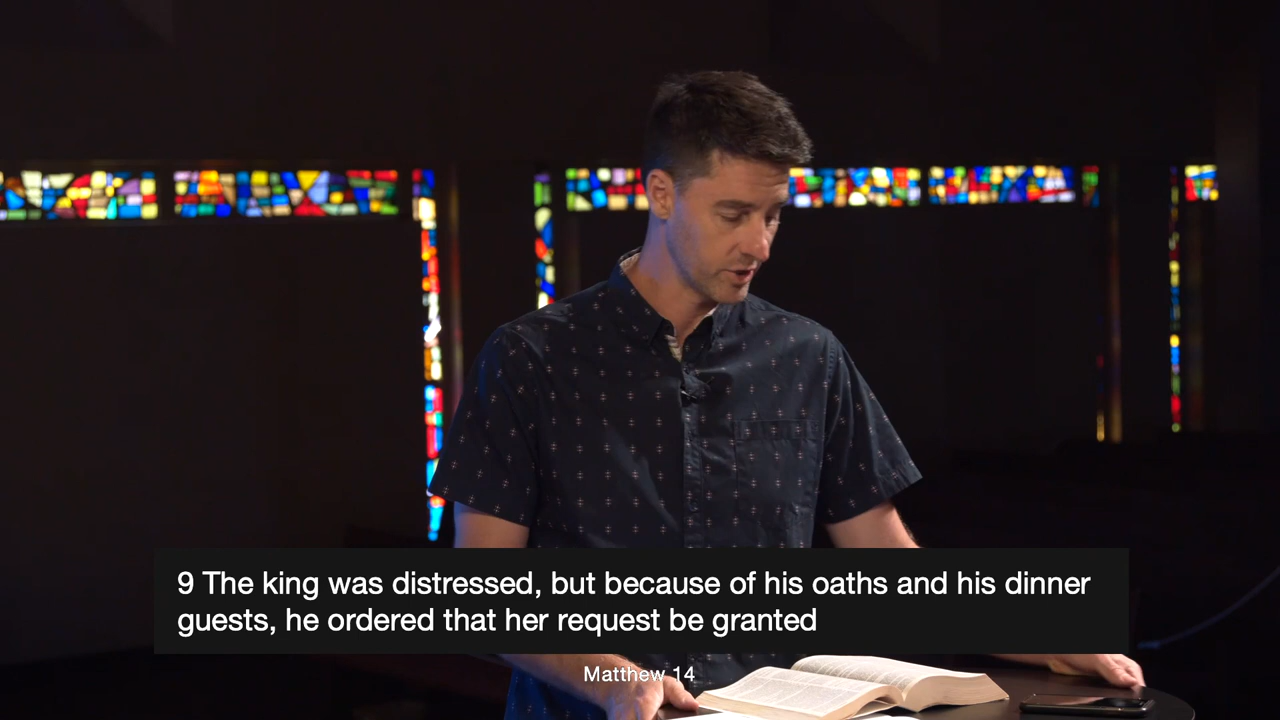 9 The king was distressed, but because of his oaths and his dinner
guests, he ordered that her request be granted
Matthew 14